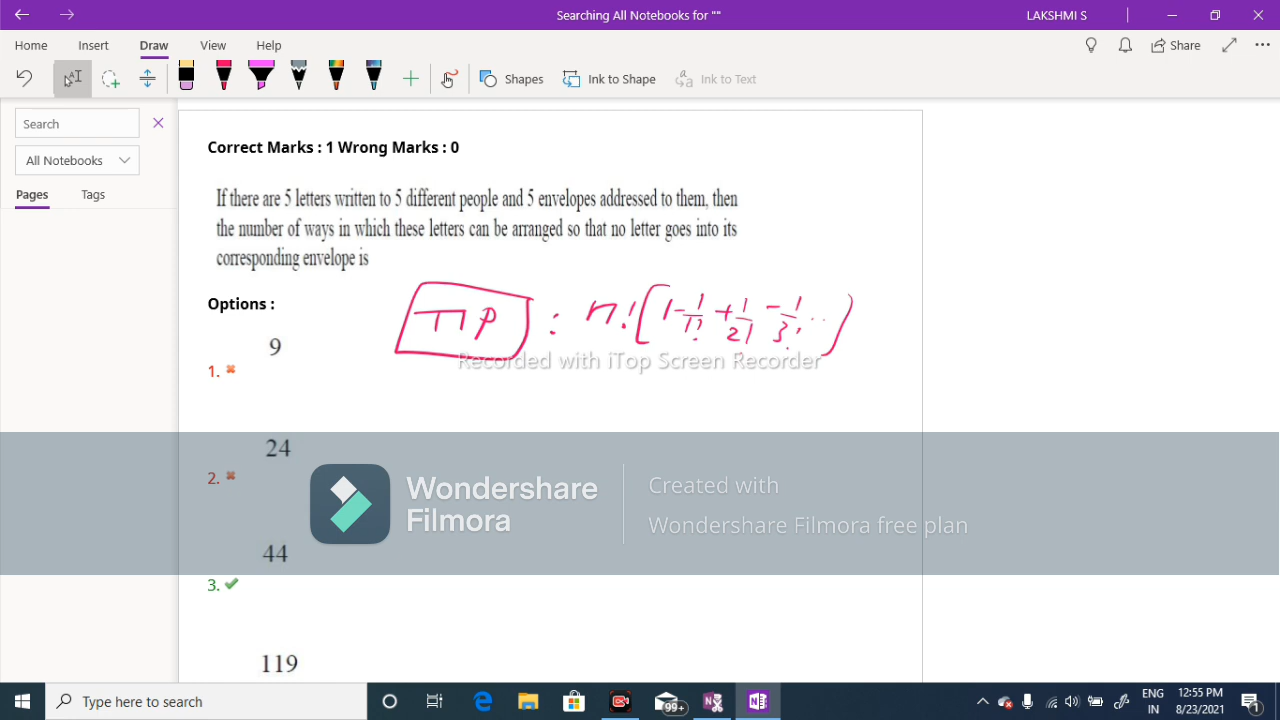 Searching All Notebooks for ""
LAKSHMI S
Home Insert Draw View Help
Share
Shapes
Ink to Shape
Ink to Text
Search
All Notebooks
Pages Tags
Correct Marks : 1 Wrong Marks : 0
If there are 5 letters written to 5 different people and 5 envelopes addressed to them, then
the number of ways in which these letters can be arranged so that no letter goes into its
corresponding envelope is
Options :
TIP : n! (1 - 1/1! + 1/2! - 1/3! ...)
Recorded with iTop Screen Recorder
9
1.
24
2.
Wondershare
Filmora
Created with
Wondershare Filmora free plan
44
3.
119
Type here to search
99+
ENG
IN
12:55 PM
8/23/2021
1